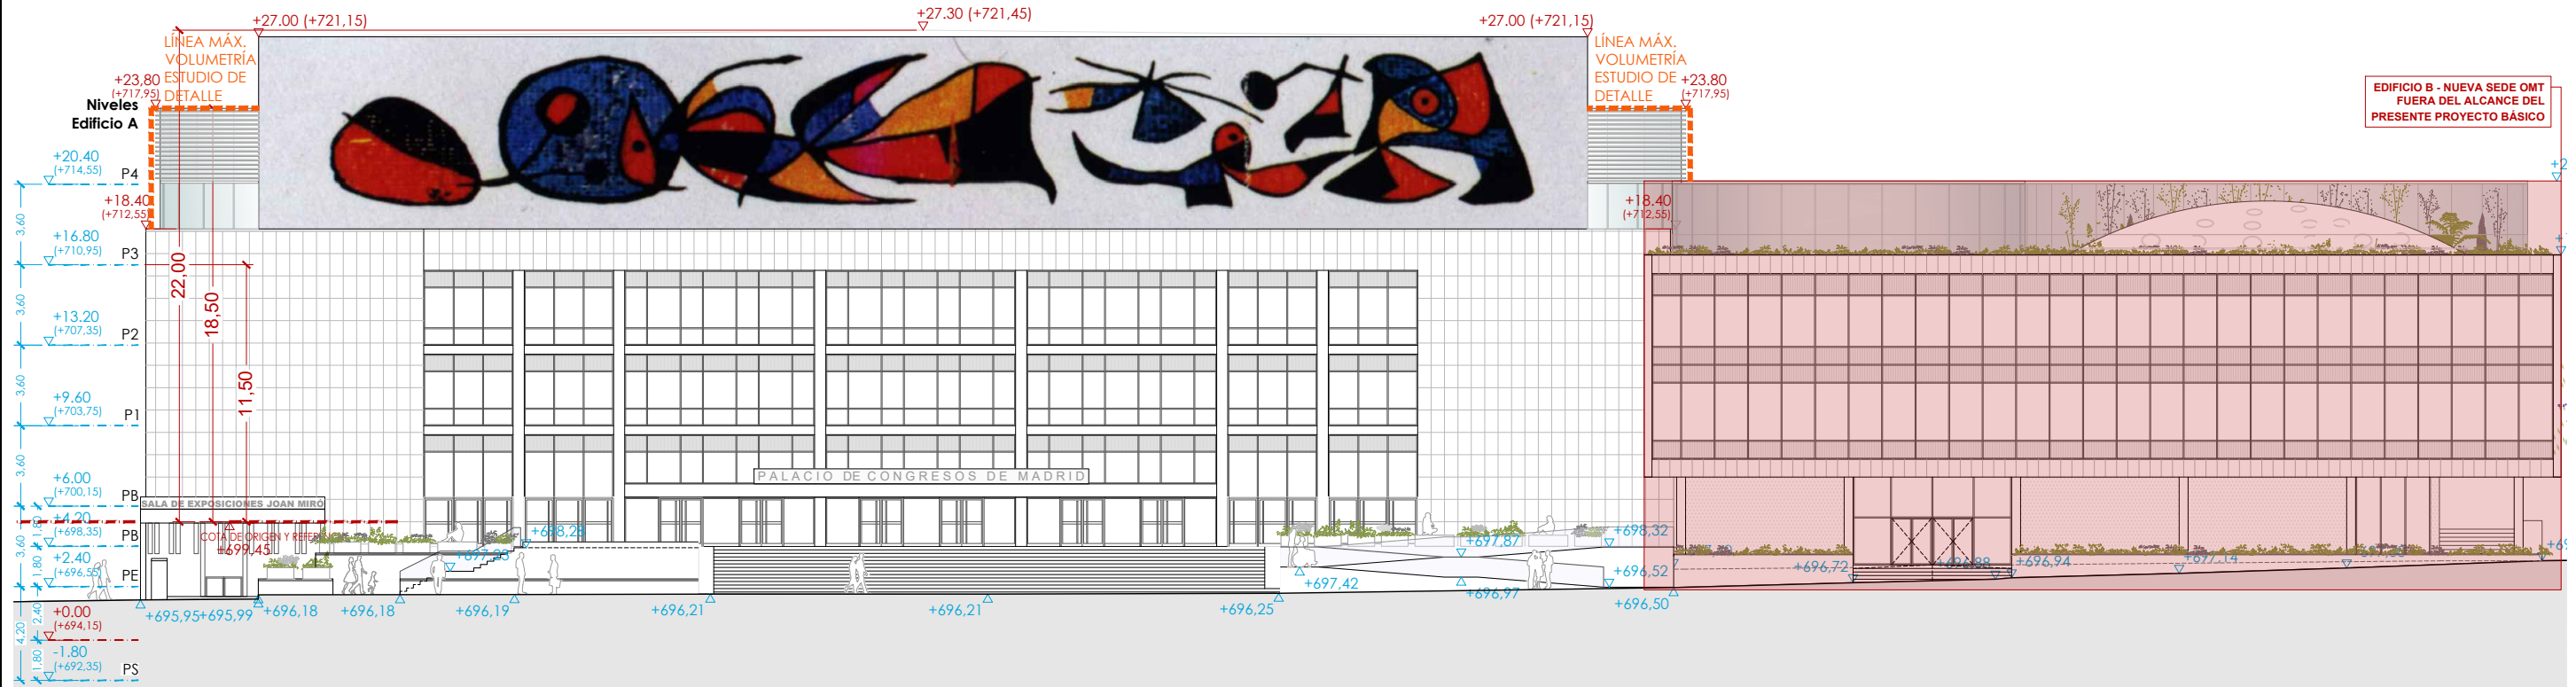 +27.00 (+721,15)
+27.30 (+721,45)
+27.00 (+721,15)
LÍNEA MÁX.
VOLUMETRÍA
ESTUDIO DE
DETALLE
LÍNEA MÁX.
VOLUMETRÍA
ESTUDIO DE
DETALLE
+23,80
(+717,95)
+23.80
(+717,95)
Niveles
Edificio A
EDIFICIO B - NUEVA SEDE OMT
FUERA DEL ALCANCE DEL
PRESENTE PROYECTO BÁSICO
+20.40
(+714,55)
P4
+18.40
(+712,55)
+18.40
(+712,55)
3,60
+16.80
(+710,95)
P3
22,00
18,50
11,50
3,60
+13.20
(+707,35)
P2
3,60
+9.60
(+703,75)
P1
3,60
+6.00
(+700,15)
PB
PALACIO DE CONGRESOS DE MADRID
SALA DE EXPOSICIONES JOAN MIRÓ
+4.20
(+698,35)
PB
1,80
3,60
1,80
COTA DE ORIGEN Y
+699,45
+2.40
(+696,55)
PE
+698,28
+697,87
+698,32
+697,42
+696,97
+696,52
+696,50
+696,72
+696,88
+696,94
+697,14
+695,95
+695,99
+696,18
+696,18
+696,19
+696,21
+696,21
+696,25
+0.00
(+694,15)
2,40
4,20
1,80
-1.80
(+692,35)
PS